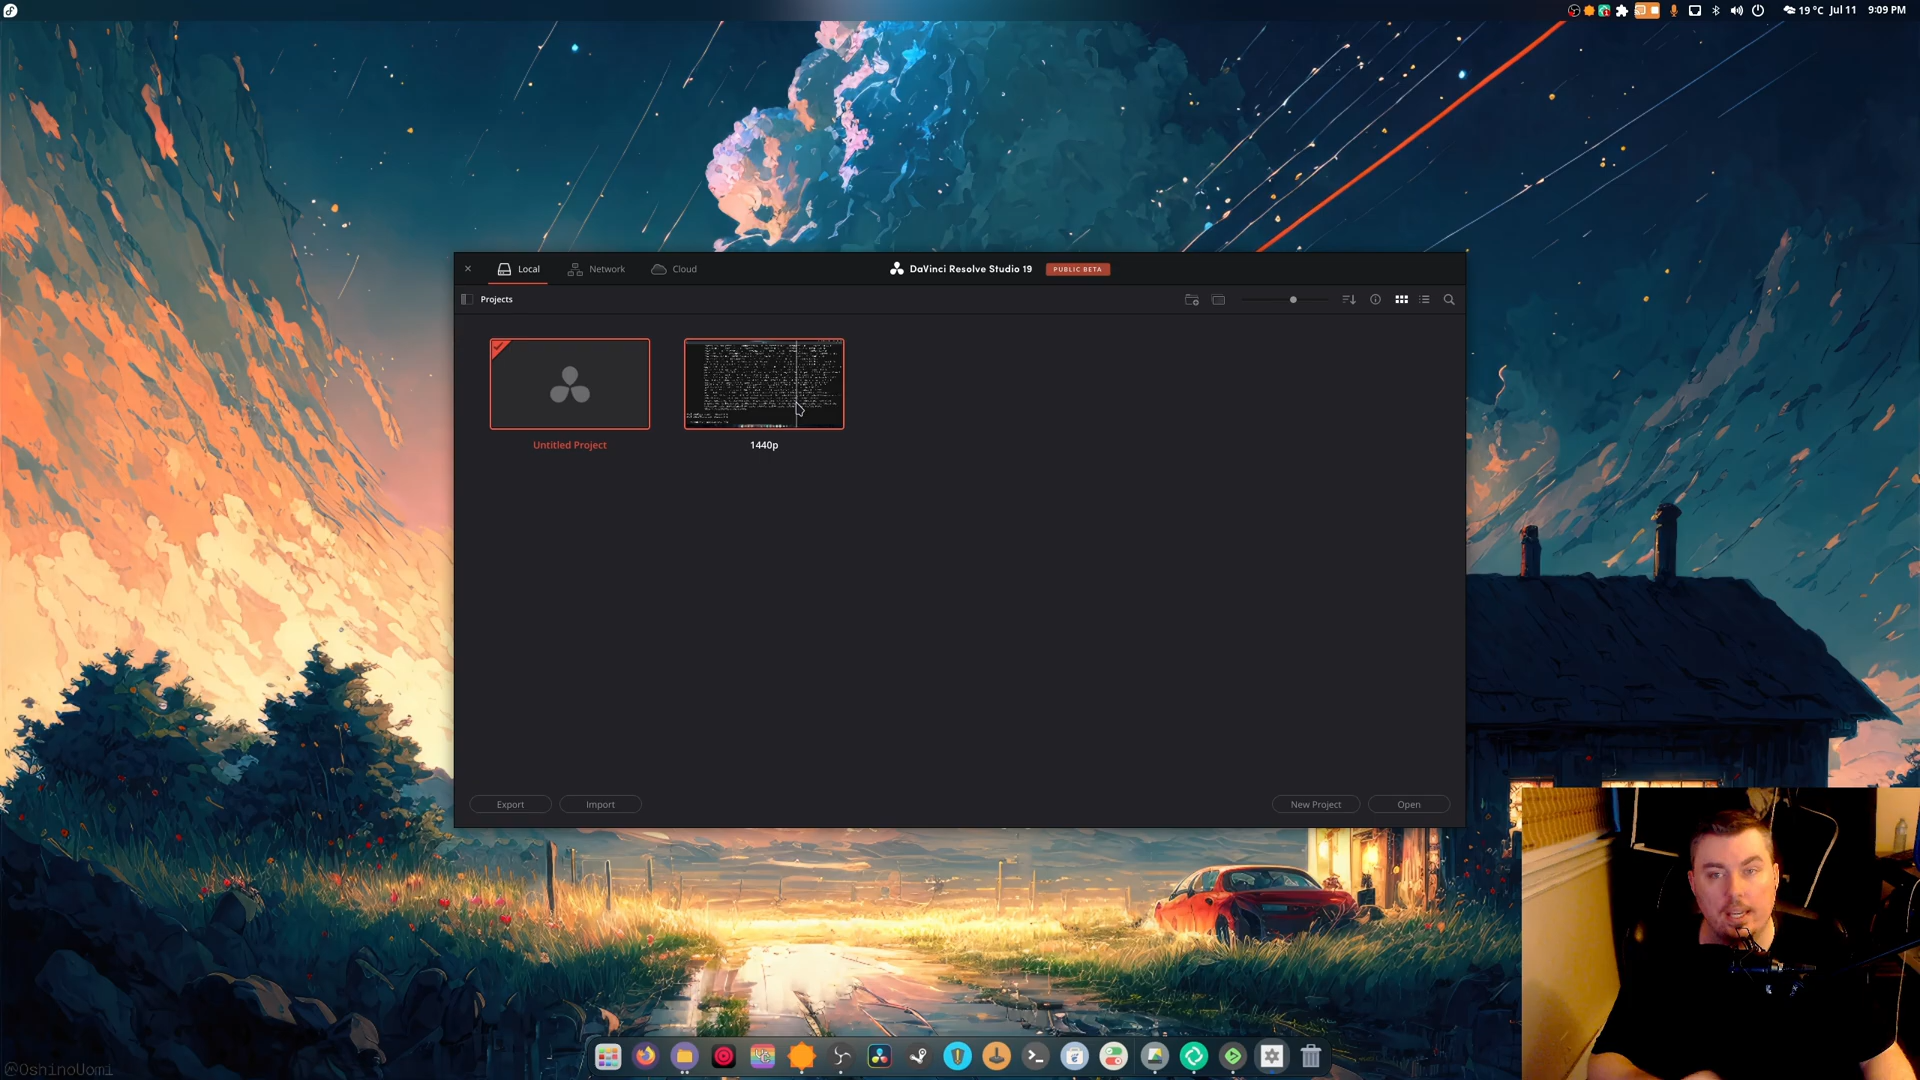 19 °C Jul 11 9:09 PM
Local
Network
Cloud
DaVinci Resolve Studio 19
PUBLIC BETA
Projects
Untitled Project
1440p
Export
Import
New Project
Open
@OshinoUomi